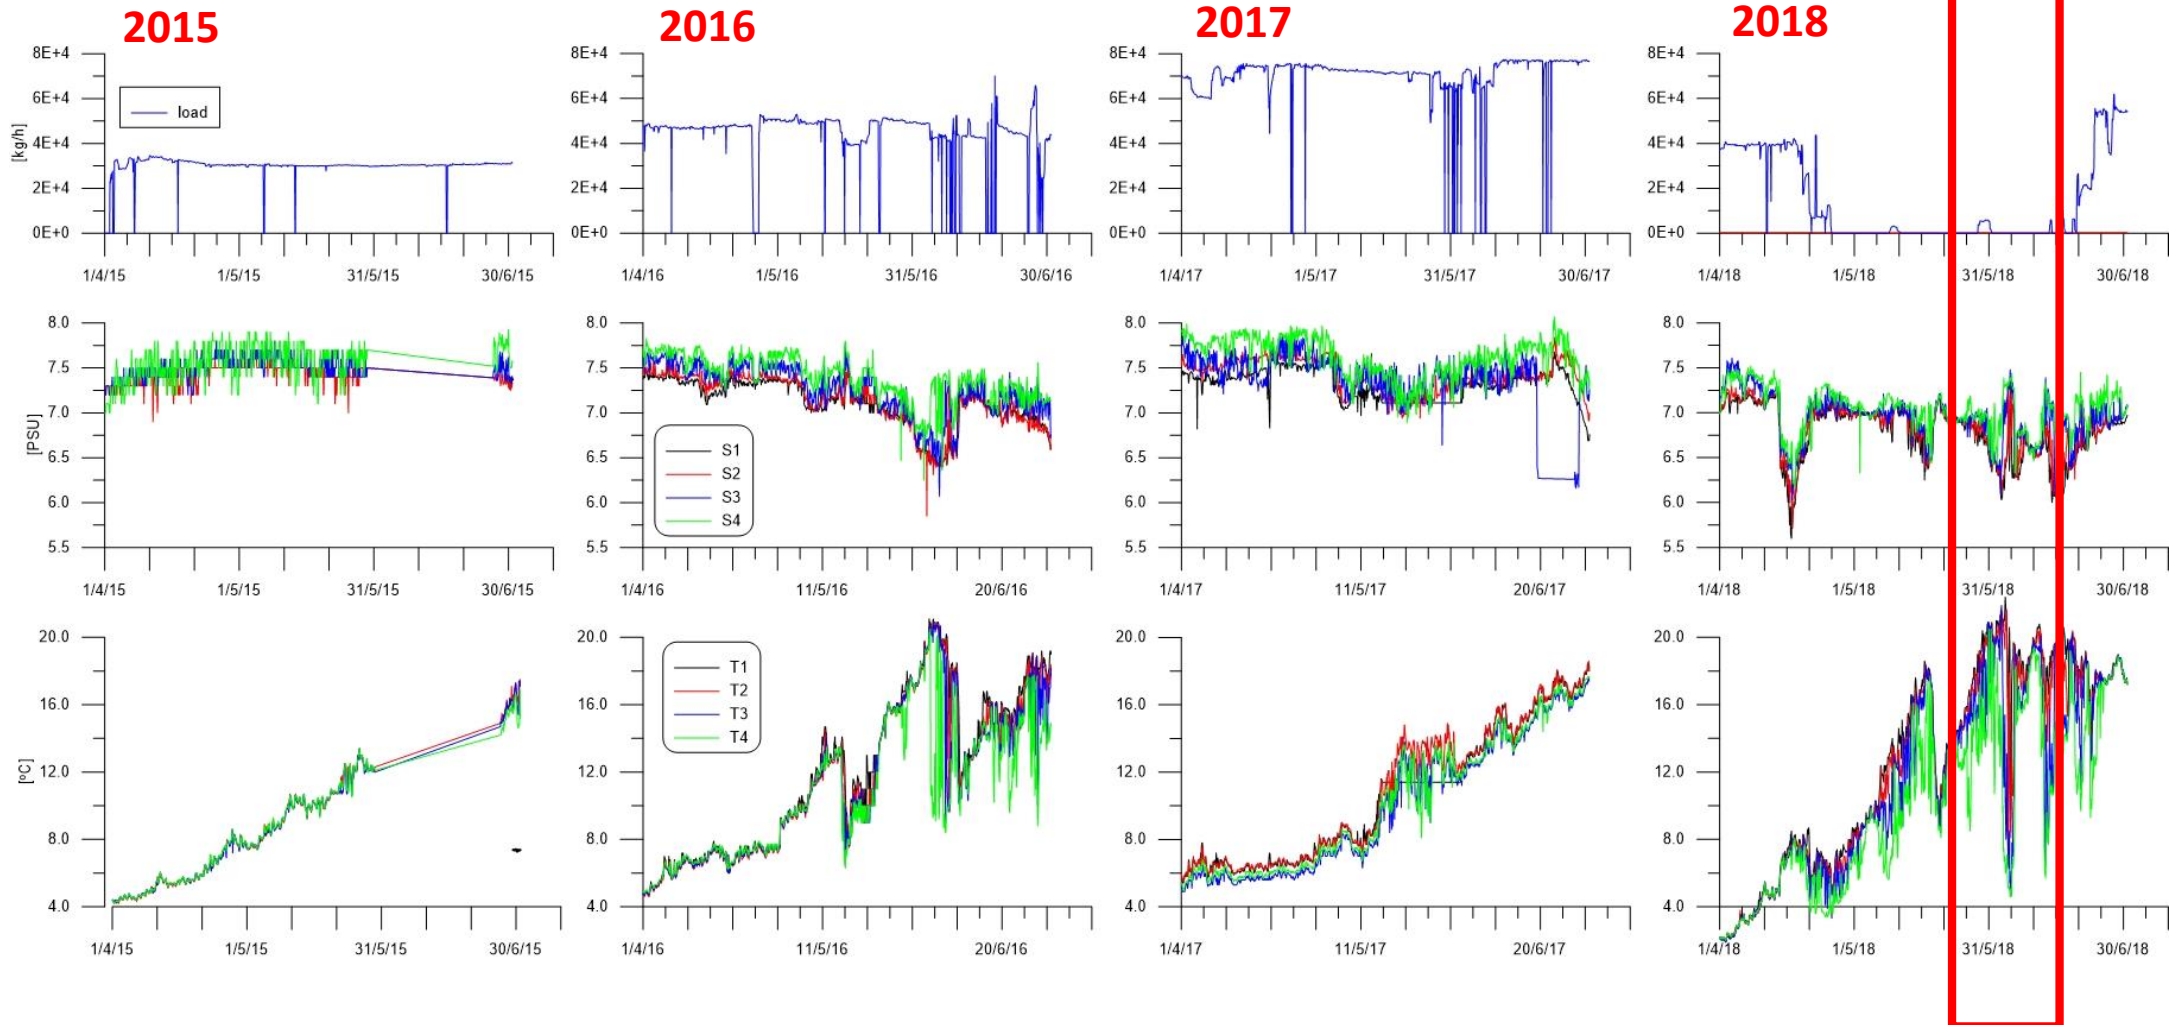 2015 2016 2017 2018
8E+4 8E+4 8E+4 8E+4
load
6E+4 6E+4 6E+4 6E+4
[kg/h]
4E+4 4E+4 4E+4 4E+4
2E+4 2E+4 2E+4 2E+4
0E+0 0E+0 0E+0 0E+0
1/4/15 1/5/15 31/5/15 30/6/15 1/4/16 1/5/16 31/5/16 30/6/16 1/4/17 1/5/17 31/5/17 30/6/17 1/4/18 1/5/18 31/5/18 30/6/18
8.0 8.0 8.0 8.0
7.5 7.5 7.5 7.5
7.0 7.0 7.0 7.0
[PSU]
6.5 6.5 6.5 6.5
S1
S2
S3
S4
6.0 6.0 6.0 6.0
5.5 5.5 5.5 5.5
1/4/15 1/5/15 31/5/15 30/6/15 1/4/16 11/5/16 20/6/16 1/4/17 11/5/17 20/6/17 1/4/18 1/5/18 31/5/18 30/6/18
20.0 20.0 20.0 20.0
T1
T2
T3
T4
16.0 16.0 16.0 16.0
[ºC]
12.0 12.0 12.0 12.0
8.0 8.0 8.0 8.0
4.0 4.0 4.0 4.0
1/4/15 1/5/15 31/5/15 30/6/15 1/4/16 11/5/16 20/6/16 1/4/17 11/5/17 20/6/17 1/4/18 1/5/18 31/5/18 30/6/18